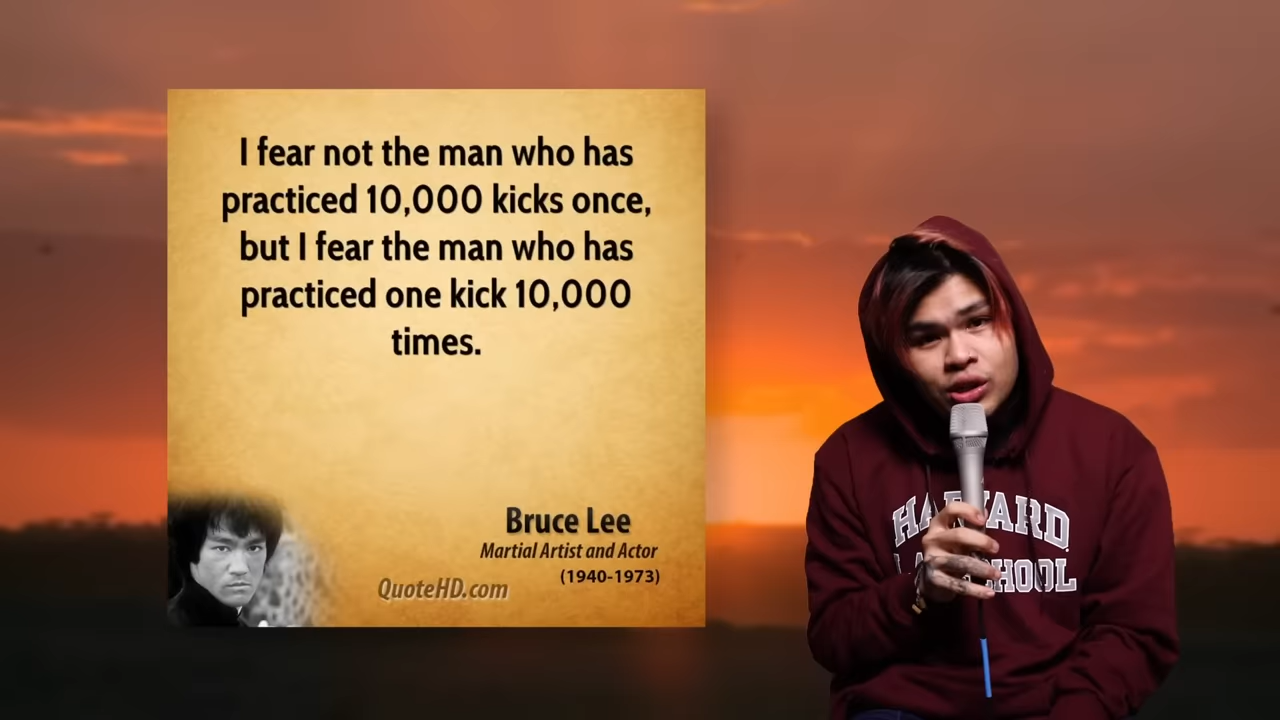 I fear not the man who has
practiced 10,000 kicks once,
but I fear the man who has
practiced one kick 10,000
times.
Bruce Lee
Martial Artist and Actor
(1940-1973)
QuoteHD.com
HARVARD
LAW SCHOOL